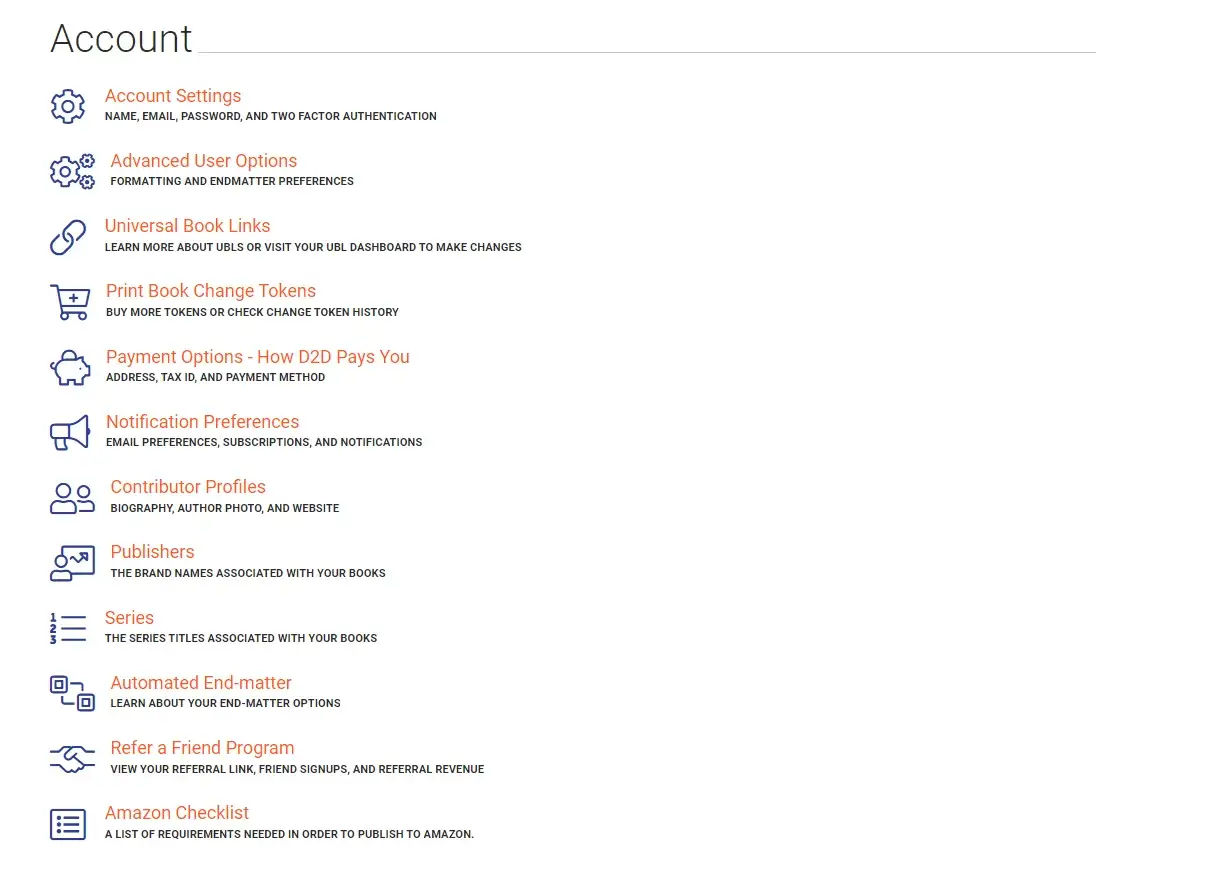 Account
Account Settings
NAME, EMAIL, PASSWORD, AND TWO FACTOR AUTHENTICATION
Advanced User Options
FORMATTING AND ENDMATTER PREFERENCES
Universal Book Links
LEARN MORE ABOUT UBLS OR VISIT YOUR UBL DASHBOARD TO MAKE CHANGES
Print Book Change Tokens
BUY MORE TOKENS OR CHECK CHANGE TOKEN HISTORY
Payment Options - How D2D Pays You
ADDRESS, TAX ID, AND PAYMENT METHOD
Notification Preferences
EMAIL PREFERENCES, SUBSCRIPTIONS, AND NOTIFICATIONS
Contributor Profiles
BIOGRAPHY, AUTHOR PHOTO, AND WEBSITE
Publishers
THE BRAND NAMES ASSOCIATED WITH YOUR BOOKS
1
2
3
Series
THE SERIES TITLES ASSOCIATED WITH YOUR BOOKS
Automated End-matter
LEARN ABOUT YOUR END-MATTER OPTIONS
Refer a Friend Program
VIEW YOUR REFERRAL LINK, FRIEND SIGNUPS, AND REFERRAL REVENUE
Amazon Checklist
A LIST OF REQUIREMENTS NEEDED IN ORDER TO PUBLISH TO AMAZON.